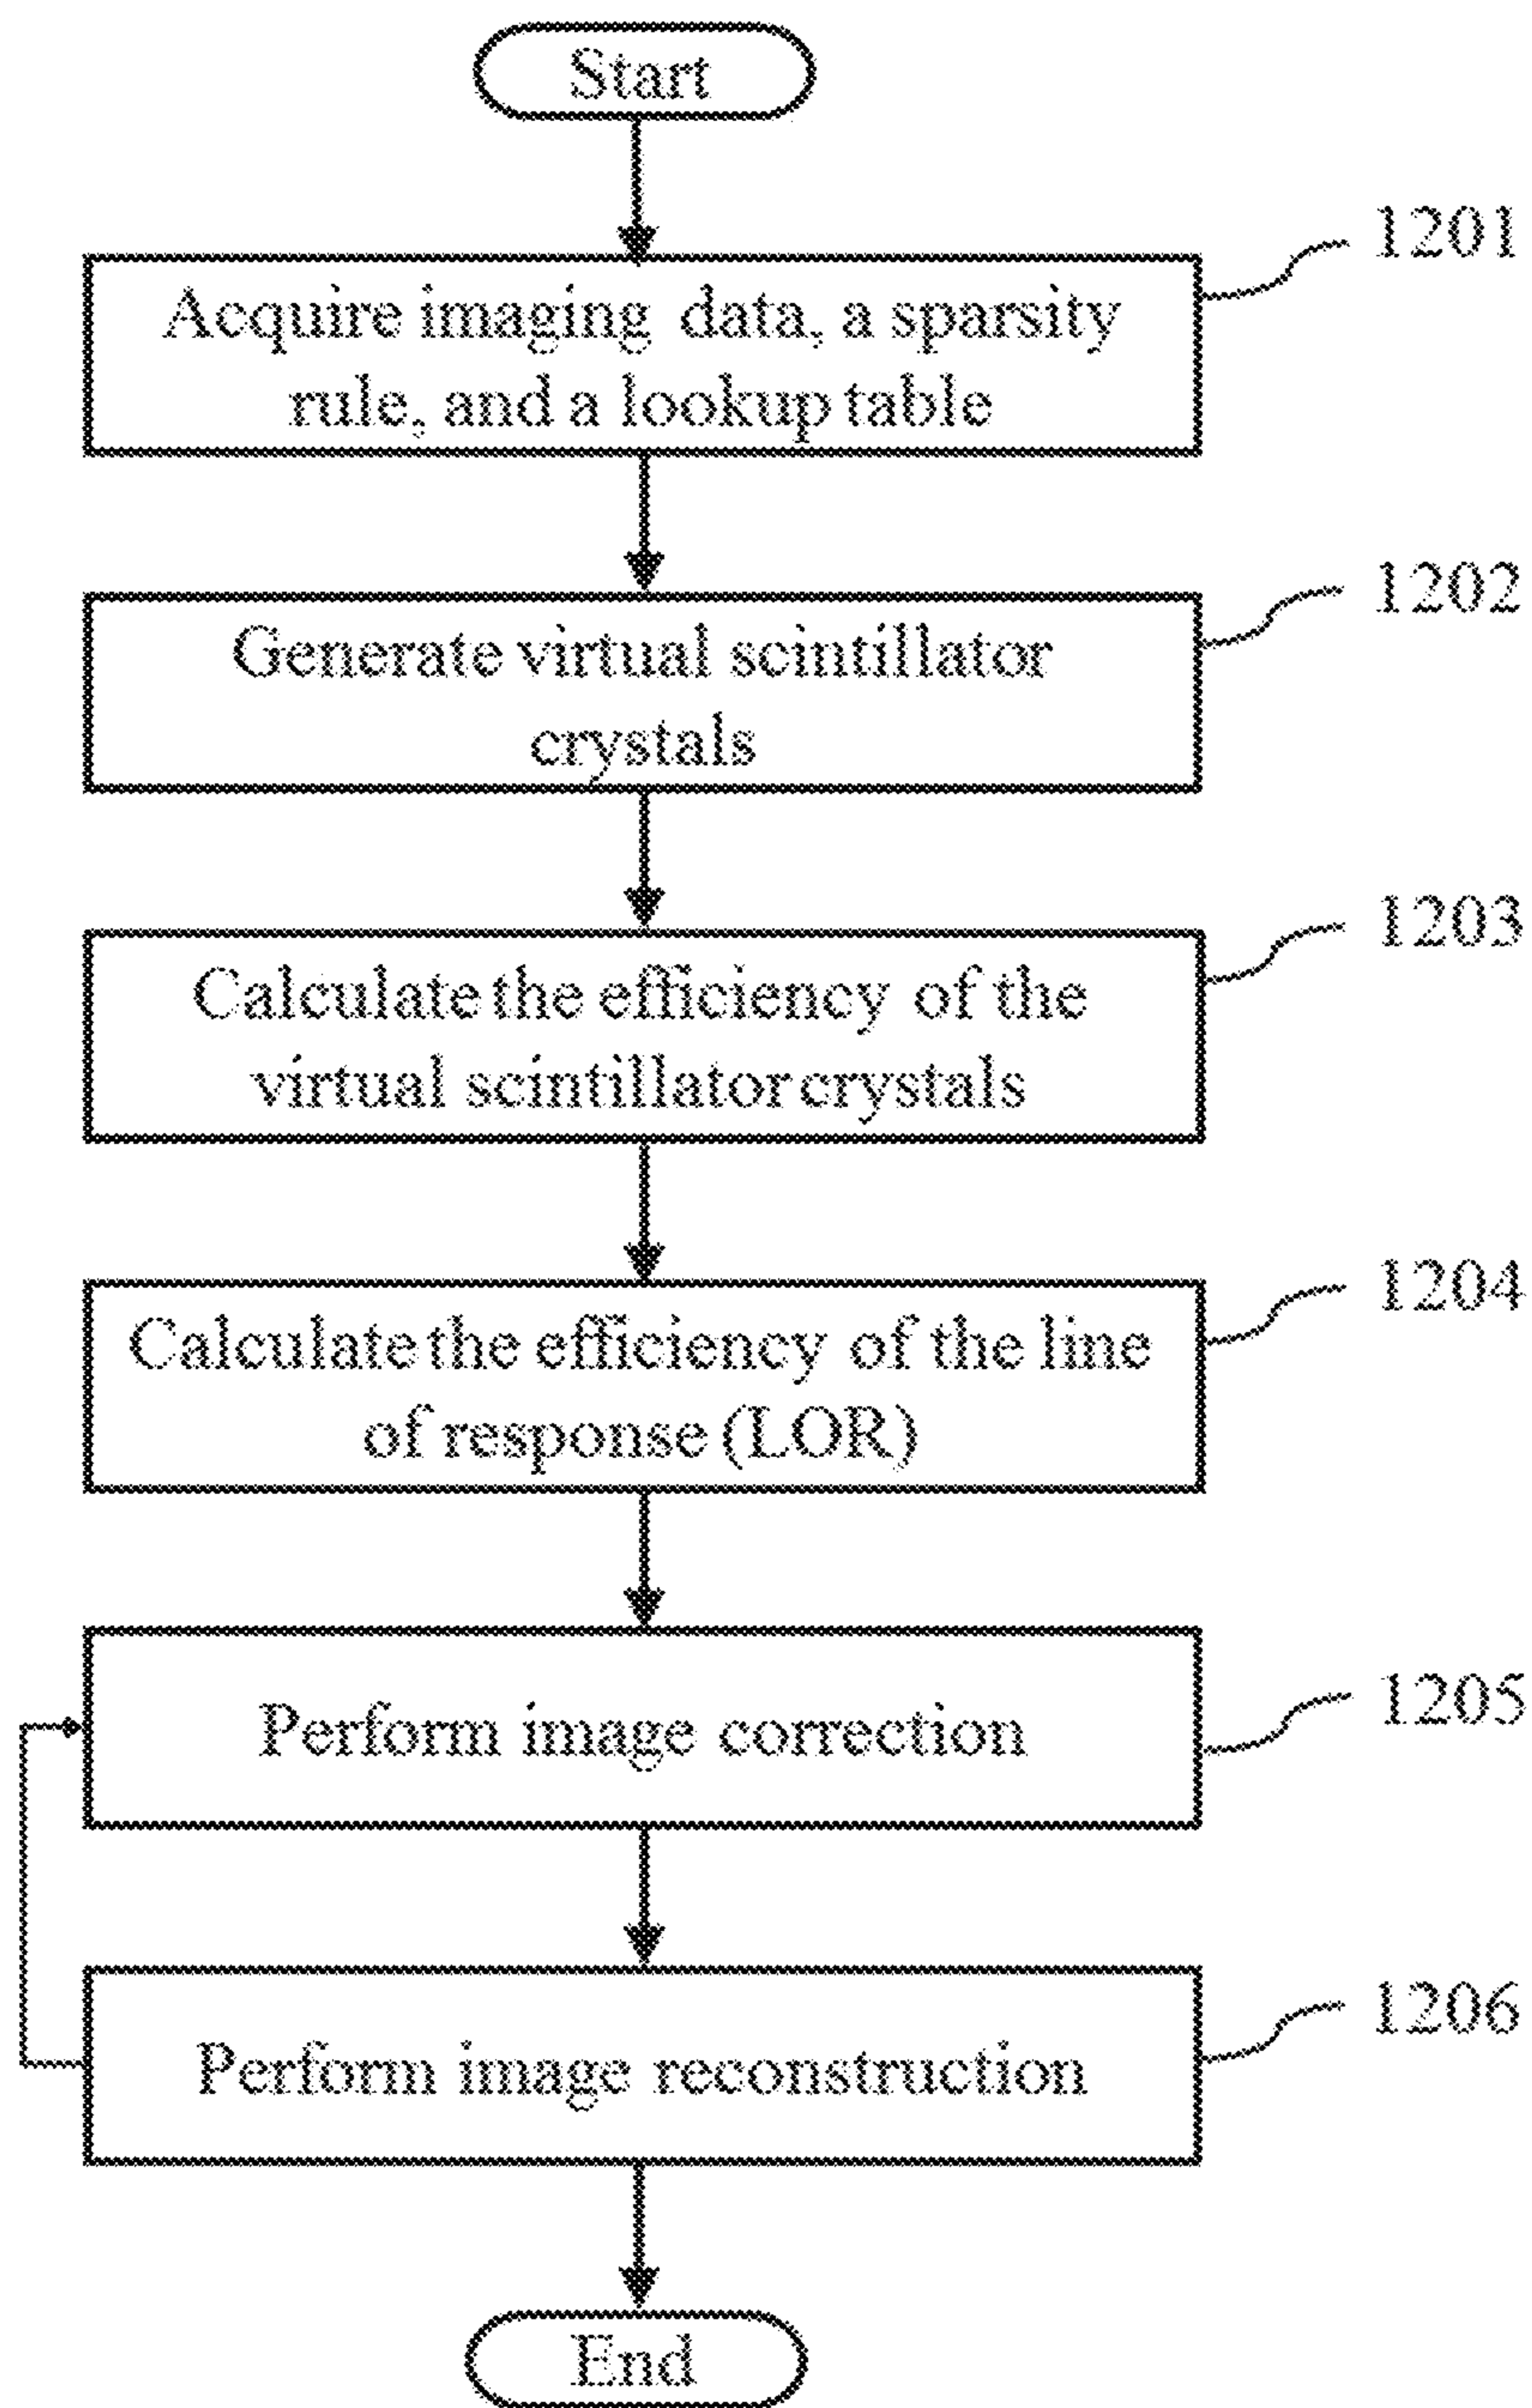 Start
1201
Acquire imaging data, a sparsity
rule, and a lookup table
1202
Generate virtual scintillator
crystals
1203
Calculate the efficiency of the
virtual scintillator crystals
1204
Calculate the efficiency of the line
of response (LOR)
1205
Perform image correction
1206
Perform image reconstruction
End